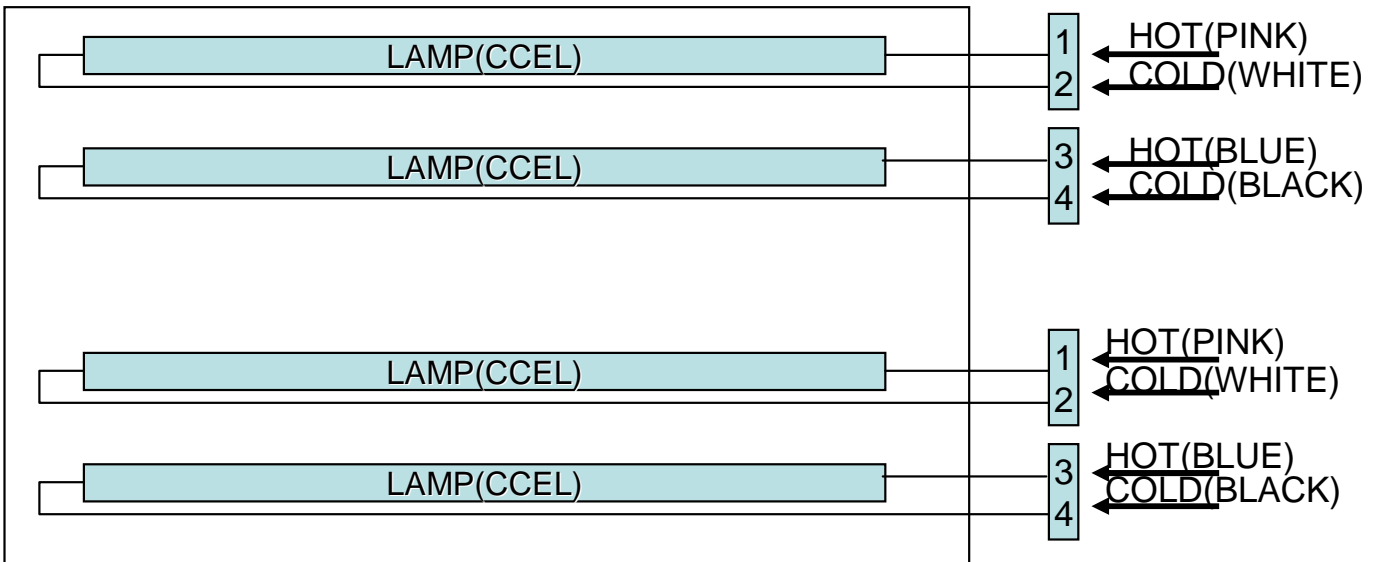 LAMP(CCEL)
1
HOT(PINK)
2
COLD(WHITE)
LAMP(CCEL)
3
HOT(BLUE)
4
COLD(BLACK)
LAMP(CCEL)
1
HOT(PINK)
2
COLD(WHITE)
LAMP(CCEL)
3
HOT(BLUE)
4
COLD(BLACK)